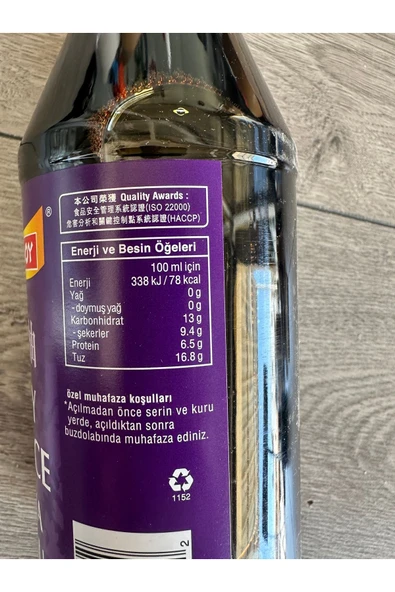 本公司榮獲 Quality Awards :
食品安全管理系統認證(ISO 22000)
危害分析和關鍵控制點系統認證(HACCP)
®
OY
Enerji ve Besin Öğeleri
100 ml için
Enerji 338 kJ / 78 kcal
Yağ 0 g
-doymuş yağ 0 g
Karbonhidrat 13 g
-şekerler 9.4 g
Protein 6.5 g
Tuz 16.8 g
özel muhafaza koşulları
*Açılmadan önce serin ve kuru
yerde, açıldıktan sonra
buzdolabında muhafaza ediniz.
CE
1152
2